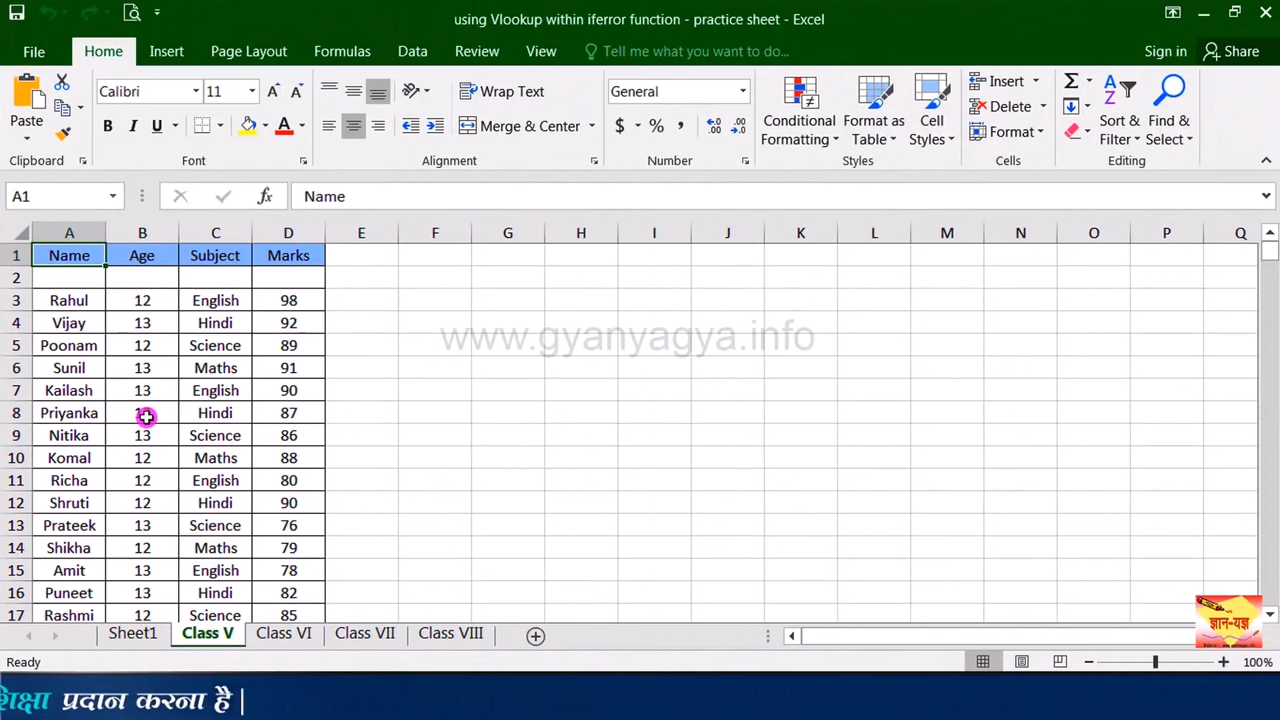 using Vlookup within iferror function - practice sheet - Excel
File Home Insert Page Layout Formulas Data Review View Tell me what you want to do... Sign in Share
Calibri 11 Wrap Text General Insert
Paste B I U Merge & Center $ % , Conditional Formatting Format as Table Cell Styles Delete Format Sort & Filter Find & Select
Clipboard Font Alignment Number Styles Cells Editing
A1 fx Name
A B C D E F G H I J K L M N O P Q
1 Name Age Subject Marks
2
3 Rahul 12 English 98
4 Vijay 13 Hindi 92
www.gyanyagya.info
5 Poonam 12 Science 89
6 Sunil 13 Maths 91
7 Kailash 13 English 90
8 Priyanka Hindi 87
9 Nitika 13 Science 86
10 Komal 12 Maths 88
11 Richa 12 English 80
12 Shruti 12 Hindi 90
13 Prateek 13 Science 76
14 Shikha 12 Maths 79
15 Amit 13 English 78
16 Puneet 13 Hindi 82
17 Rashmi 12 Science 85
ज्ञान-यज्ञ
Sheet1 Class V Class VI Class VII Class VIII
Ready 100%
शिक्षा प्रदान करना है |